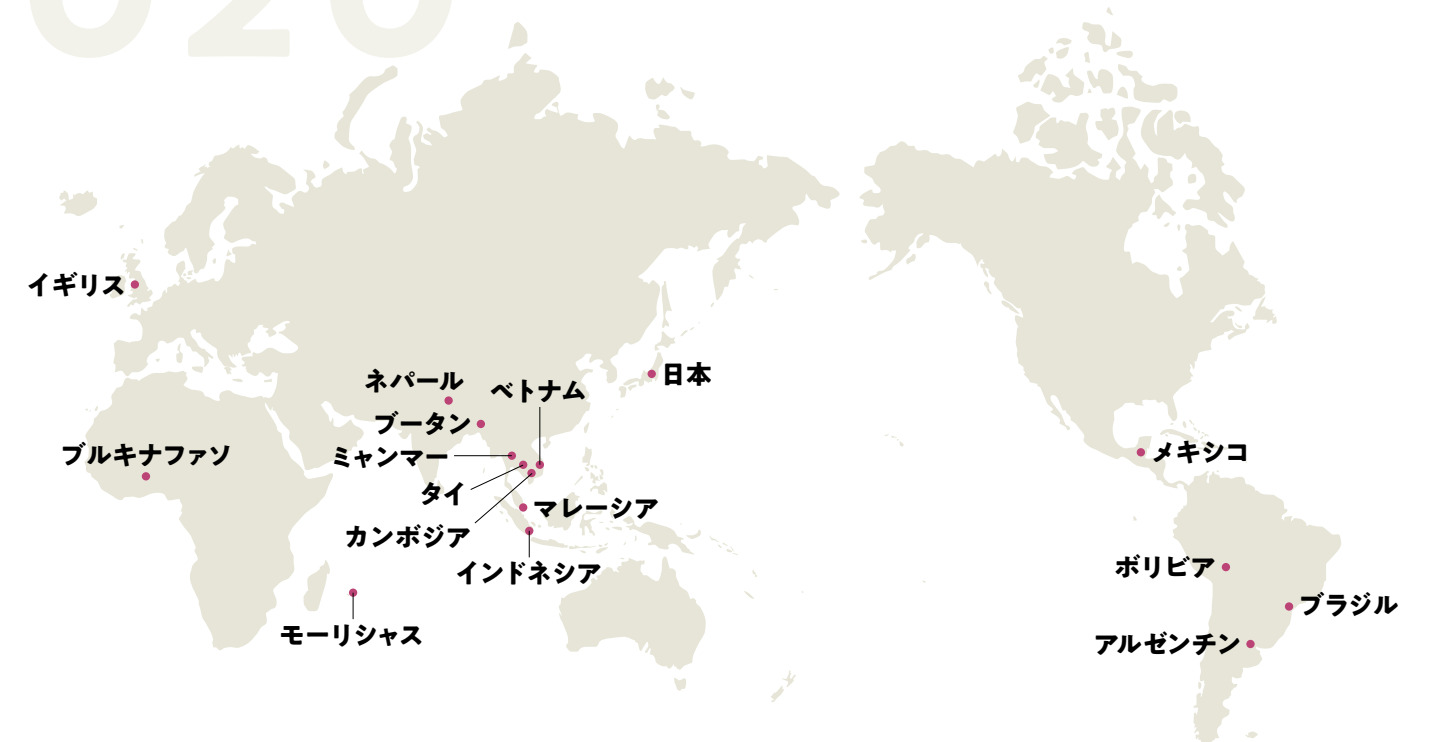 020
イギリス
日本
ネパール
ベトナム
ブータン
ブルキナファソ
ミャンマー
メキシコ
タイ
マレーシア
カンボジア
インドネシア
ボリビア
ブラジル
モーリシャス
アルゼンチン